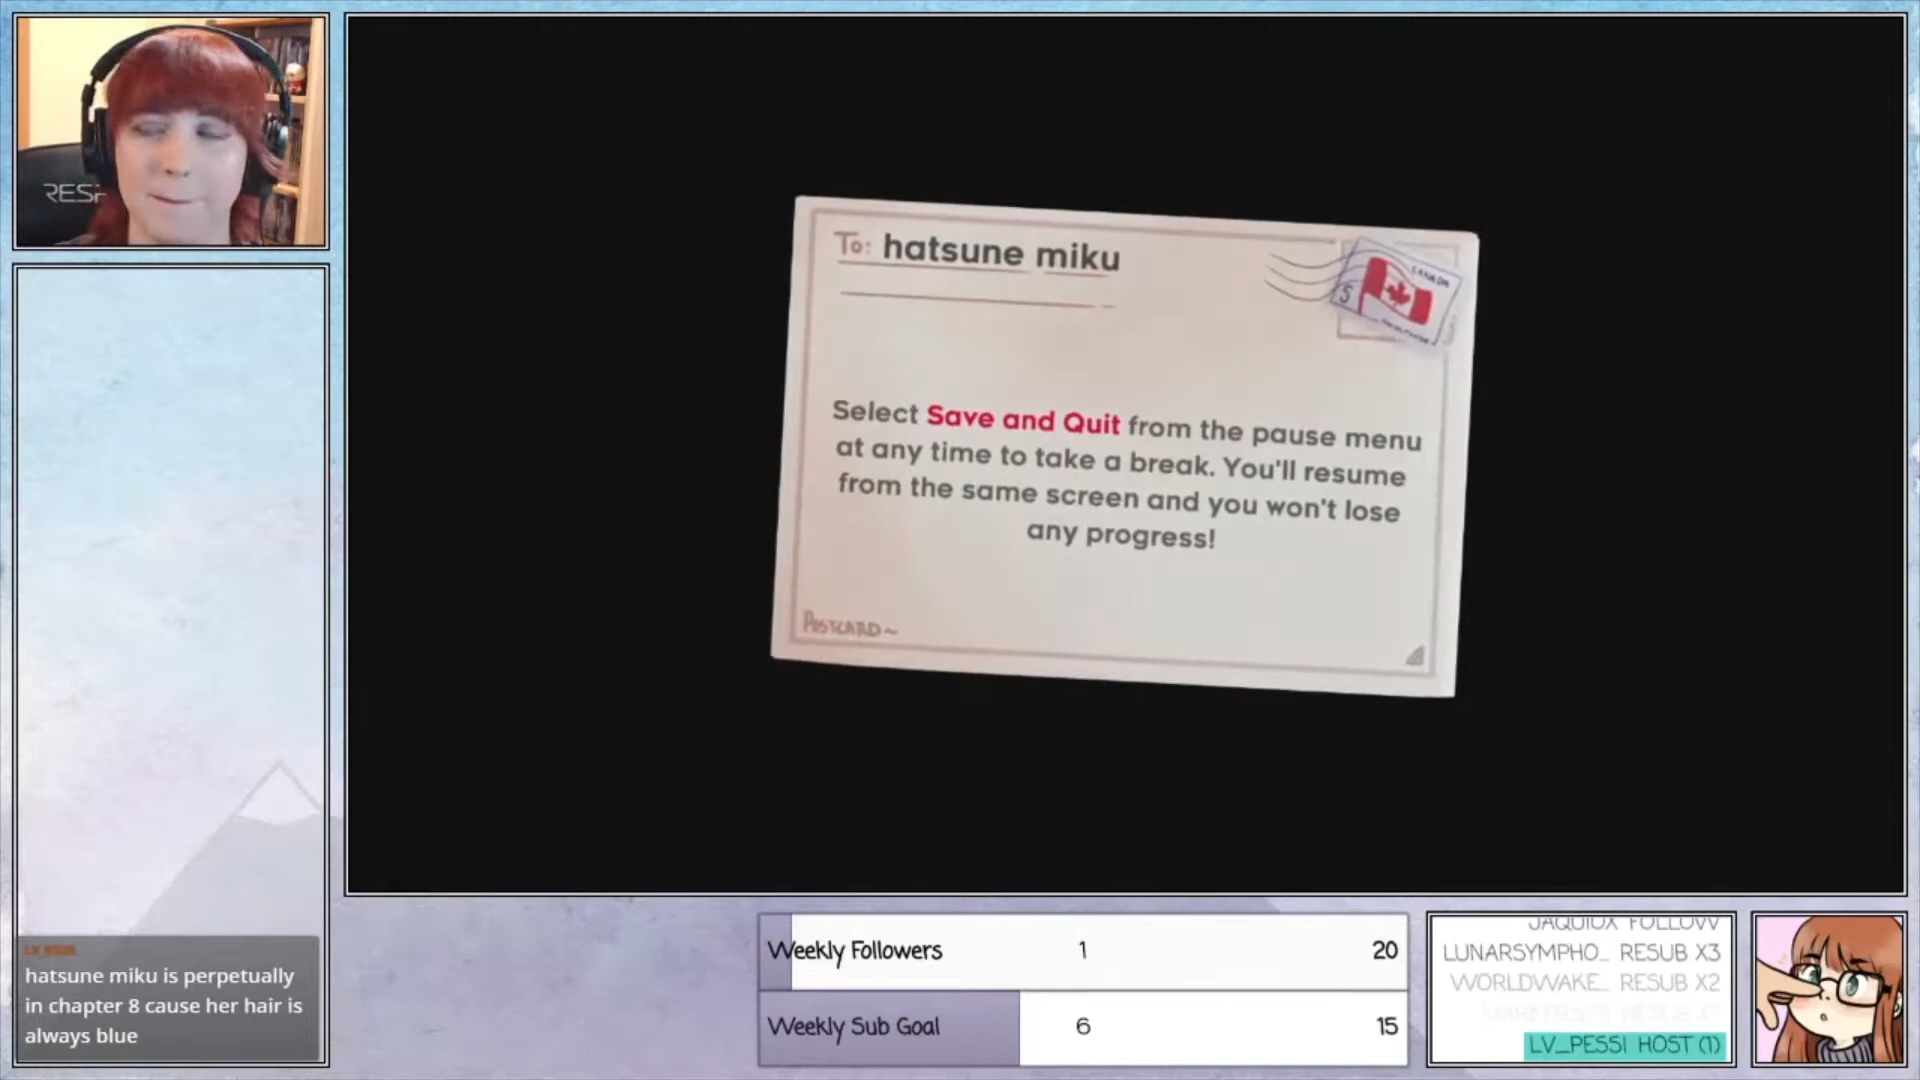 RESP
To: hatsune miku
CANADA
5
Select Save and Quit from the pause menu
at any time to take a break. You'll resume
from the same screen and you won't lose
any progress!
POSTCARD~
hatsune miku is perpetually
in chapter 8 cause her hair is
always blue
Weekly Followers 1 20
Weekly Sub Goal 6 15
JAQUIOX FOLLOW
LUNARSYMPHO... RESUB X3
WORLDWAKE... RESUB X2
LV_PESSI HOST (1)